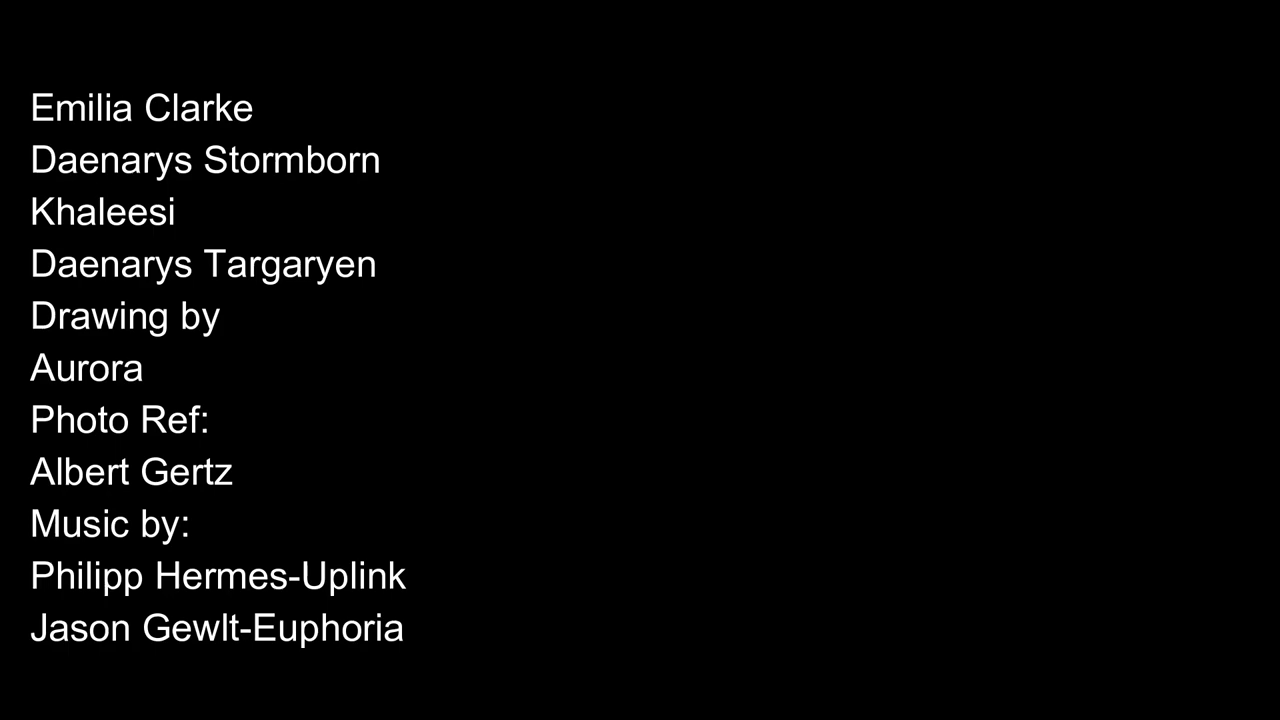 Emilia Clarke
Daenarys Stormborn
Khaleesi
Daenarys Targaryen
Drawing by
Aurora
Photo Ref:
Albert Gertz
Music by:
Philipp Hermes-Uplink
Jason Gewlt-Euphoria